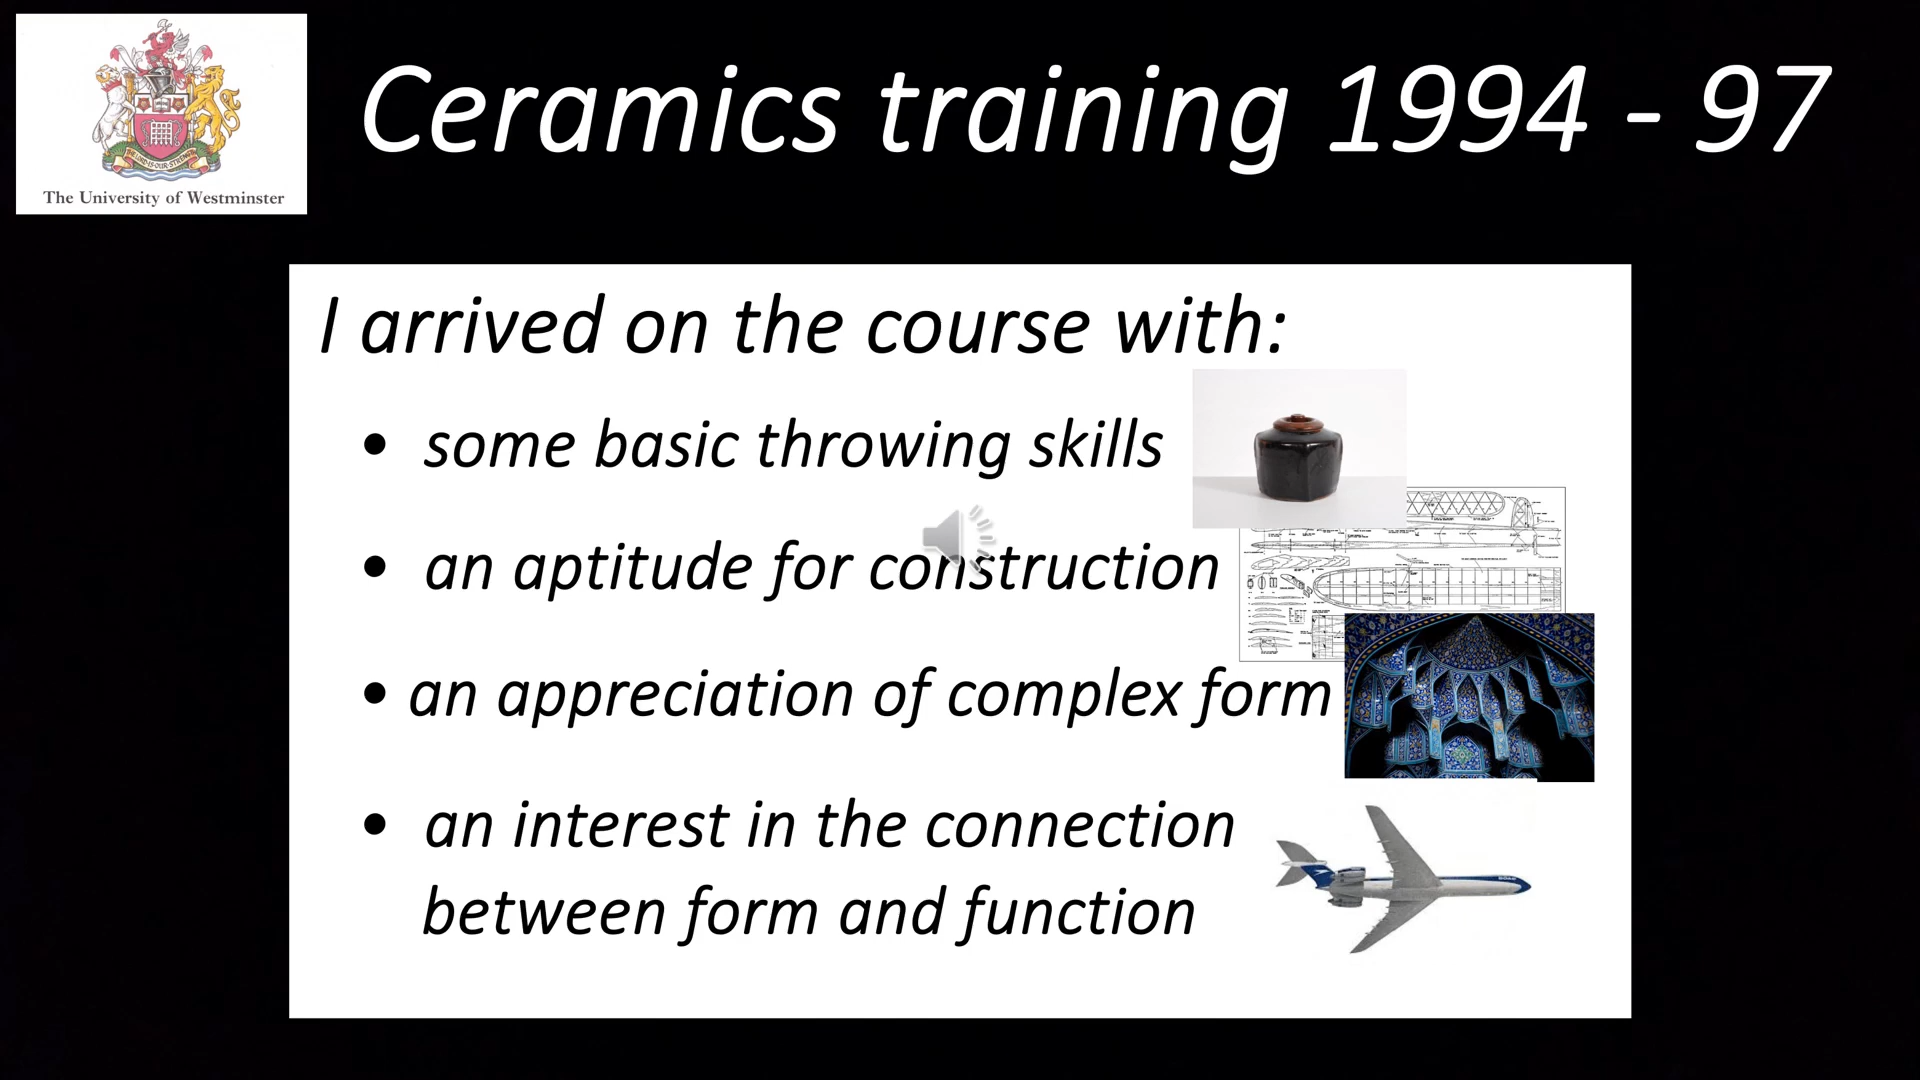 The University of Westminster
Ceramics training 1994 - 97
I arrived on the course with:
• some basic throwing skills
• an aptitude for construction
• an appreciation of complex form
• an interest in the connection
between form and function